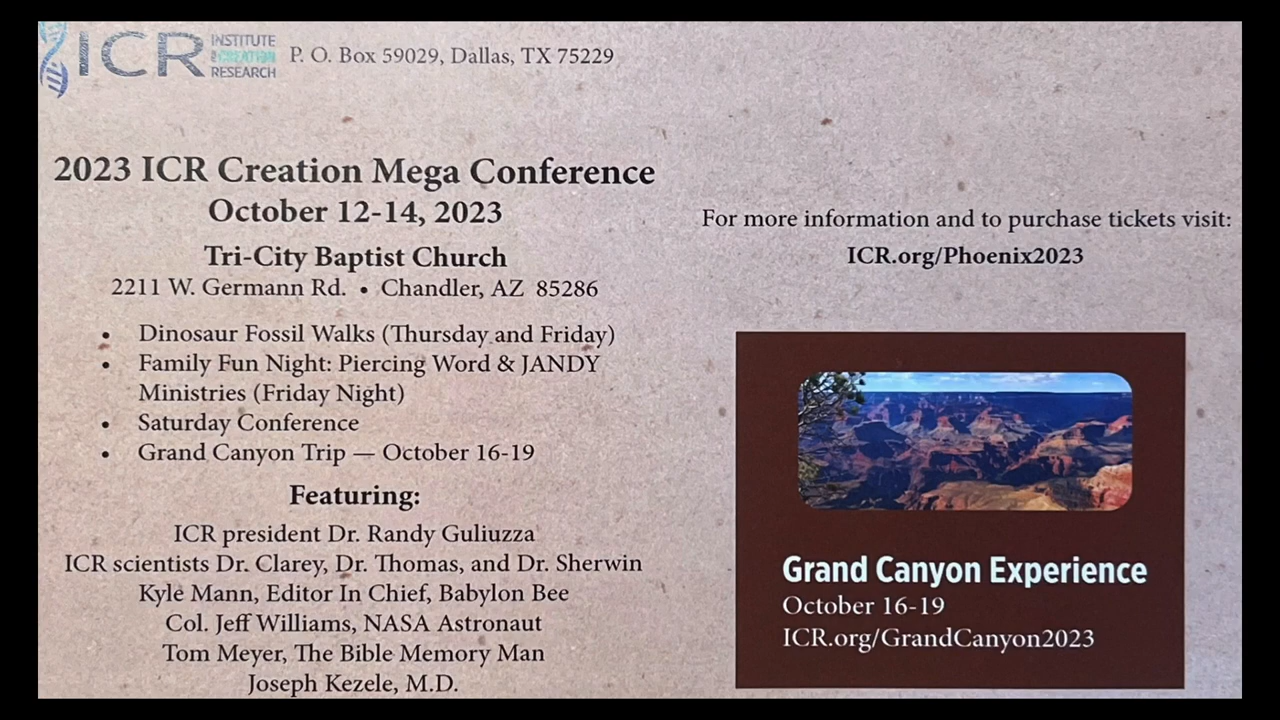 ICR INSTITUTE
for CREATION
RESEARCH
P. O. Box 59029, Dallas, TX 75229
2023 ICR Creation Mega Conference
October 12-14, 2023
Tri-City Baptist Church
2211 W. Germann Rd. • Chandler, AZ 85286
• Dinosaur Fossil Walks (Thursday and Friday)
• Family Fun Night: Piercing Word & JANDY
Ministries (Friday Night)
• Saturday Conference
• Grand Canyon Trip — October 16-19
Featuring:
ICR president Dr. Randy Guliuzza
ICR scientists Dr. Clarey, Dr. Thomas, and Dr. Sherwin
Kyle Mann, Editor In Chief, Babylon Bee
Col. Jeff Williams, NASA Astronaut
Tom Meyer, The Bible Memory Man
Joseph Kezele, M.D.
For more information and to purchase tickets visit:
ICR.org/Phoenix2023
Grand Canyon Experience
October 16-19
ICR.org/GrandCanyon2023